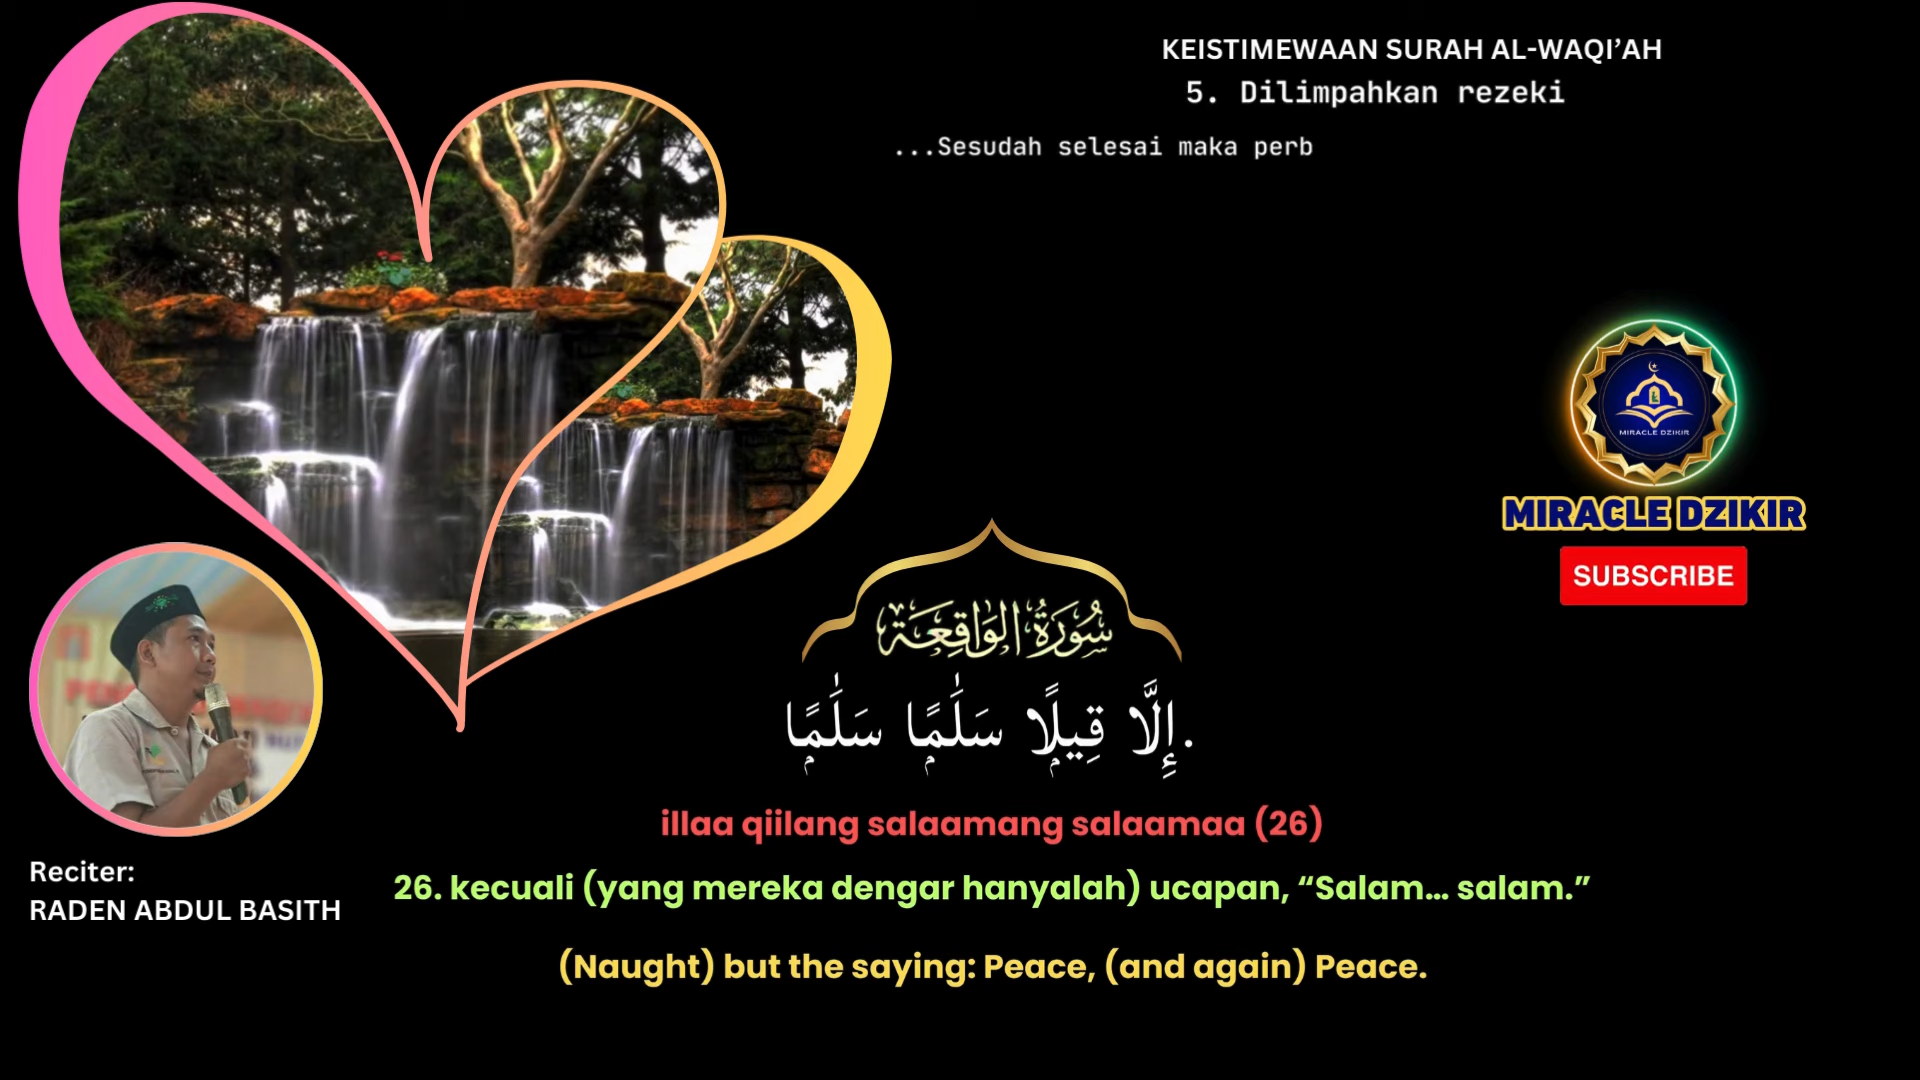 KEISTIMEWAAN SURAH AL-WAQI’AH
5. Dilimpahkan rezeki
...Sesudah selesai maka perb
MIRACLE DZIKIR
MIRACLE DZIKIR
SUBSCRIBE
سُورَةُ الوَاقِعَة
إِلَّا قِيلًۭا سَلَٰمًۭا سَلَٰمًۭا.
illaa qiilang salaamang salaamaa (26)
Reciter:
RADEN ABDUL BASITH
26. kecuali (yang mereka dengar hanyalah) ucapan, “Salam... salam.”
(Naught) but the saying: Peace, (and again) Peace.